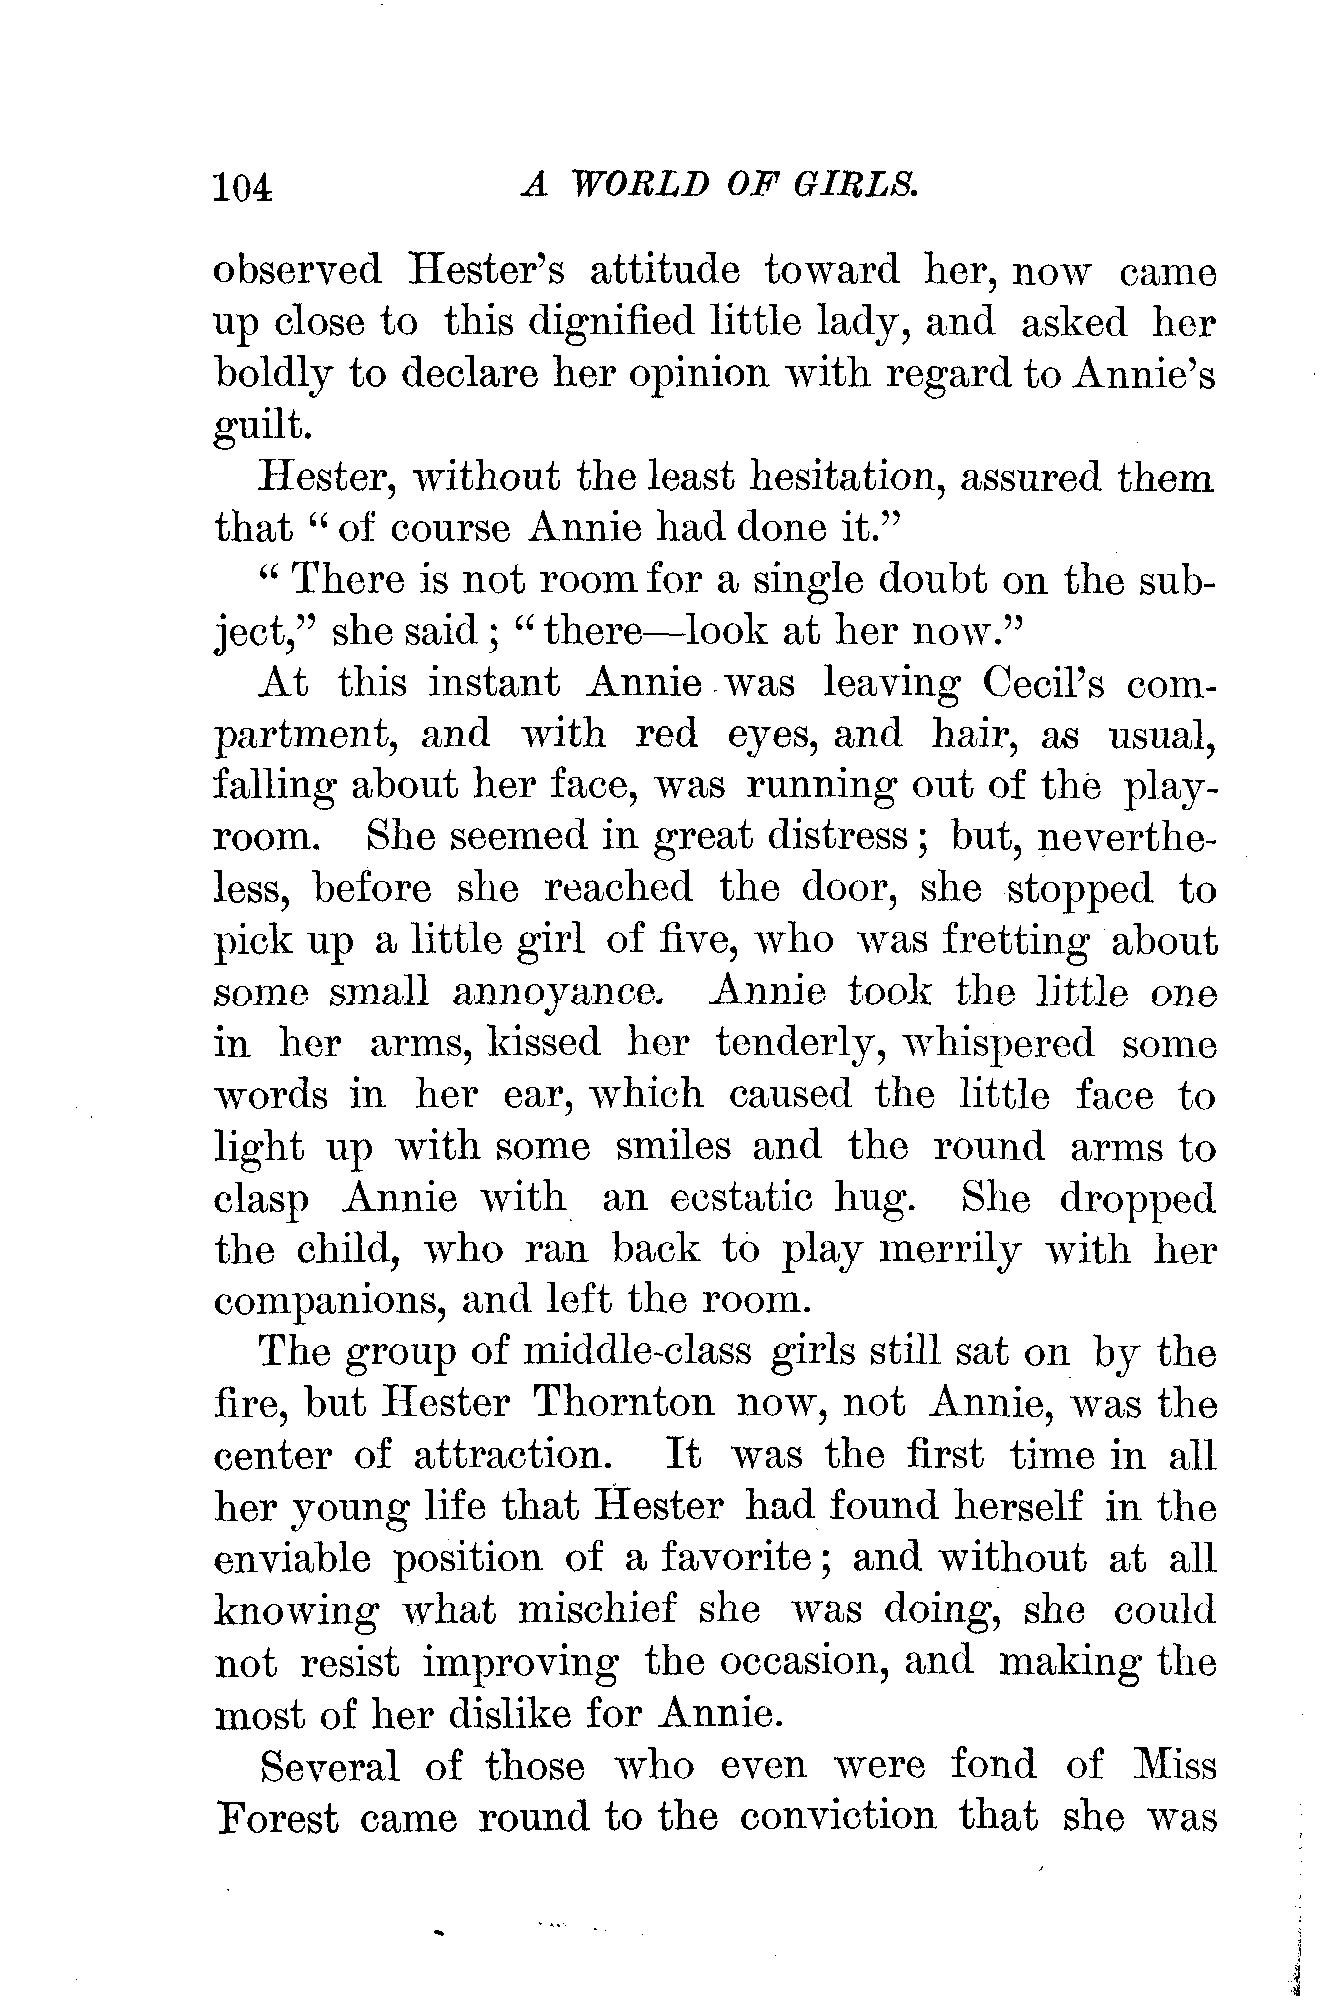 104 A WORLD OF GIRLS.
observed Hester's attitude toward her, now came
up close to this dignified little lady, and asked her
boldly to declare her opinion with regard to Annie's
guilt.
Hester, without the least hesitation, assured them
that “ of course Annie had done it.”
“ There is not room for a single doubt on the sub-
ject,” she said ; “ there—look at her now.”
At this instant Annie was leaving Cecil's com-
partment, and with red eyes, and hair, as usual,
falling about her face, was running out of the play-
room. She seemed in great distress ; but, neverthe-
less, before she reached the door, she stopped to
pick up a little girl of five, who was fretting about
some small annoyance. Annie took the little one
in her arms, kissed her tenderly, whispered some
words in her ear, which caused the little face to
light up with some smiles and the round arms to
clasp Annie with an ecstatic hug. She dropped
the child, who ran back to play merrily with her
companions, and left the room.
The group of middle-class girls still sat on by the
fire, but Hester Thornton now, not Annie, was the
center of attraction. It was the first time in all
her young life that Hester had found herself in the
enviable position of a favorite ; and without at all
knowing what mischief she was doing, she could
not resist improving the occasion, and making the
most of her dislike for Annie.
Several of those who even were fond of Miss
Forest came round to the conviction that she was